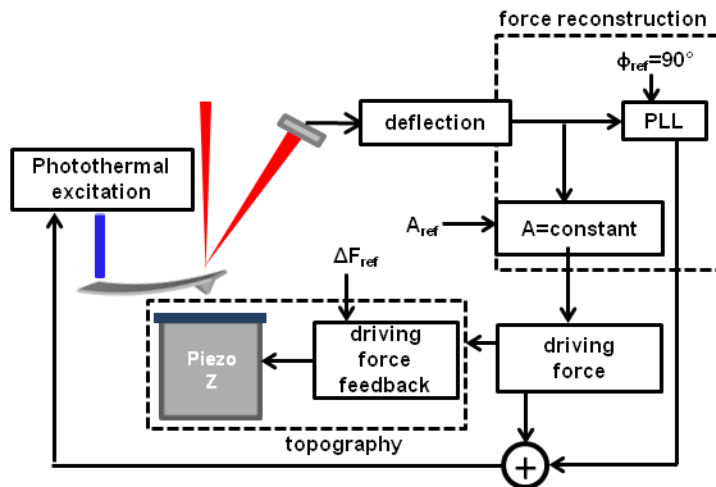 force reconstruction
ϕref=90°
deflection
PLL
Photothermal
excitation
Aref
A=constant
ΔFref
driving
force
feedback
Piezo
Z
driving
force
topography
+